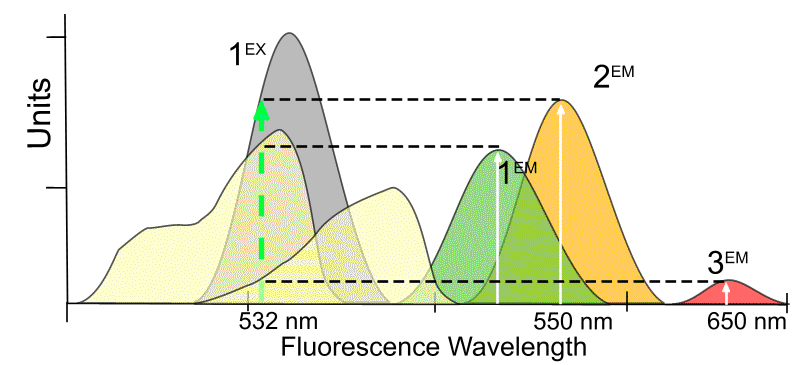 1EX
2EM
Units
1EM
3EM
532 nm
550 nm
650 nm
Fluorescence Wavelength